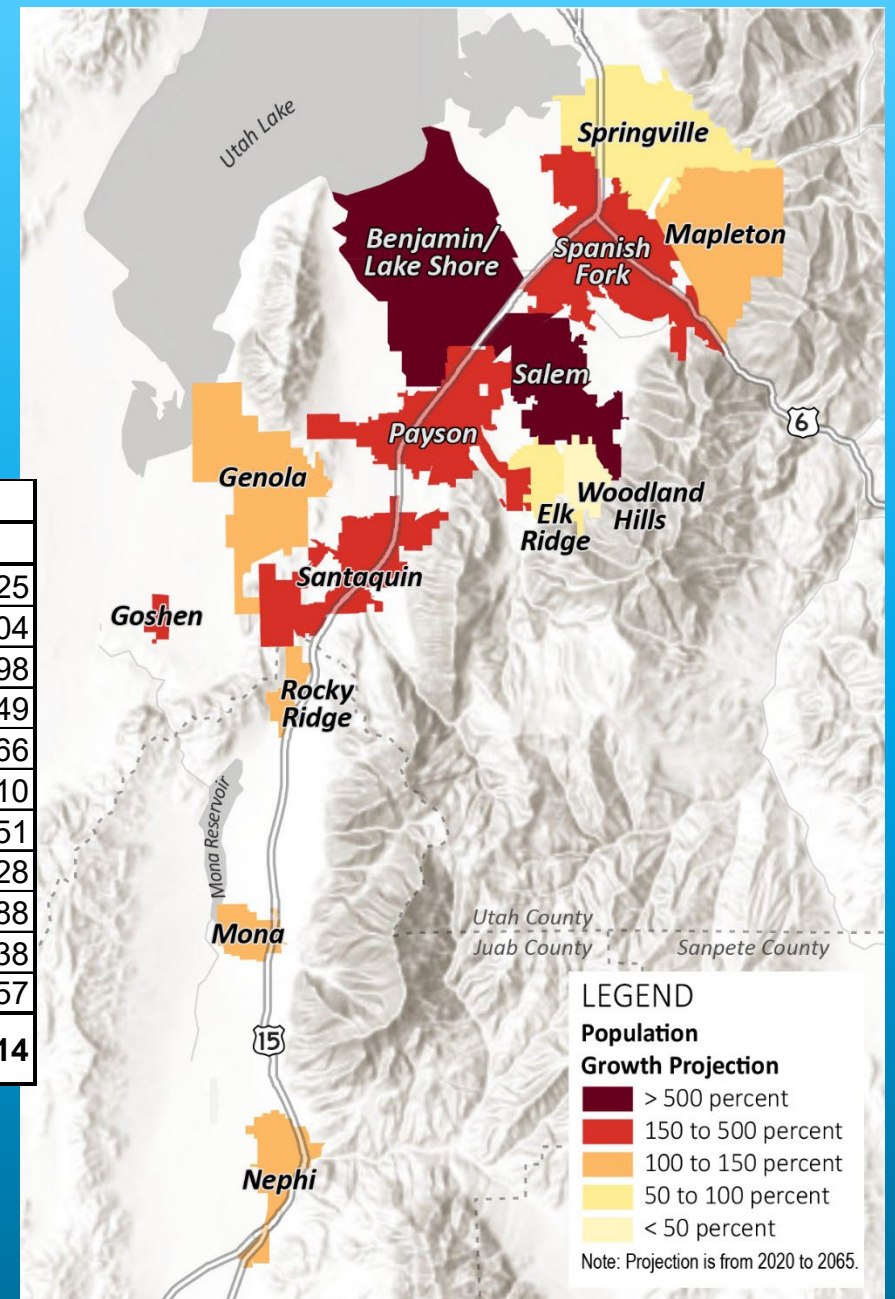 25
04
98
49
66
10
51
28
88
38
57
14
Utah Lake
Springville
Benjamin/
Lake Shore
Spanish
Fork
Mapleton
Salem
6
Payson
Genola
Woodland
Hills
Elk
Ridge
Santaquin
Goshen
Rocky
Ridge
Mona Reservoir
Mona
Utah County
Juab County
Sanpete County
15
Nephi
LEGEND
Population
Growth Projection
> 500 percent
150 to 500 percent
100 to 150 percent
50 to 100 percent
< 50 percent
Note: Projection is from 2020 to 2065.